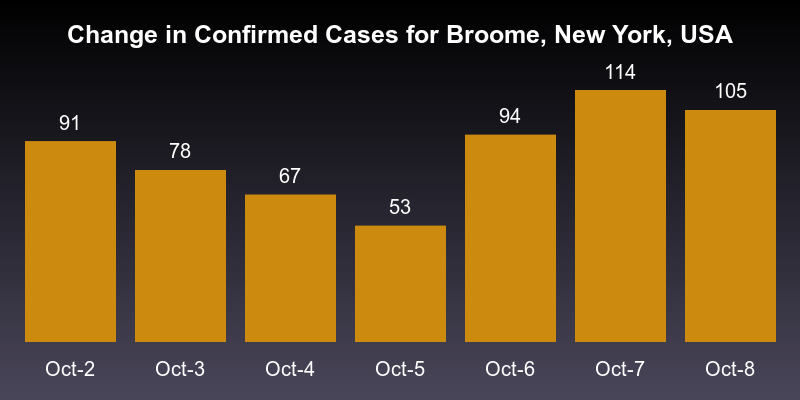 Change in Confirmed Cases for Broome, New York, USA
91 78 67 53 94 114 105
Oct-2 Oct-3 Oct-4 Oct-5 Oct-6 Oct-7 Oct-8